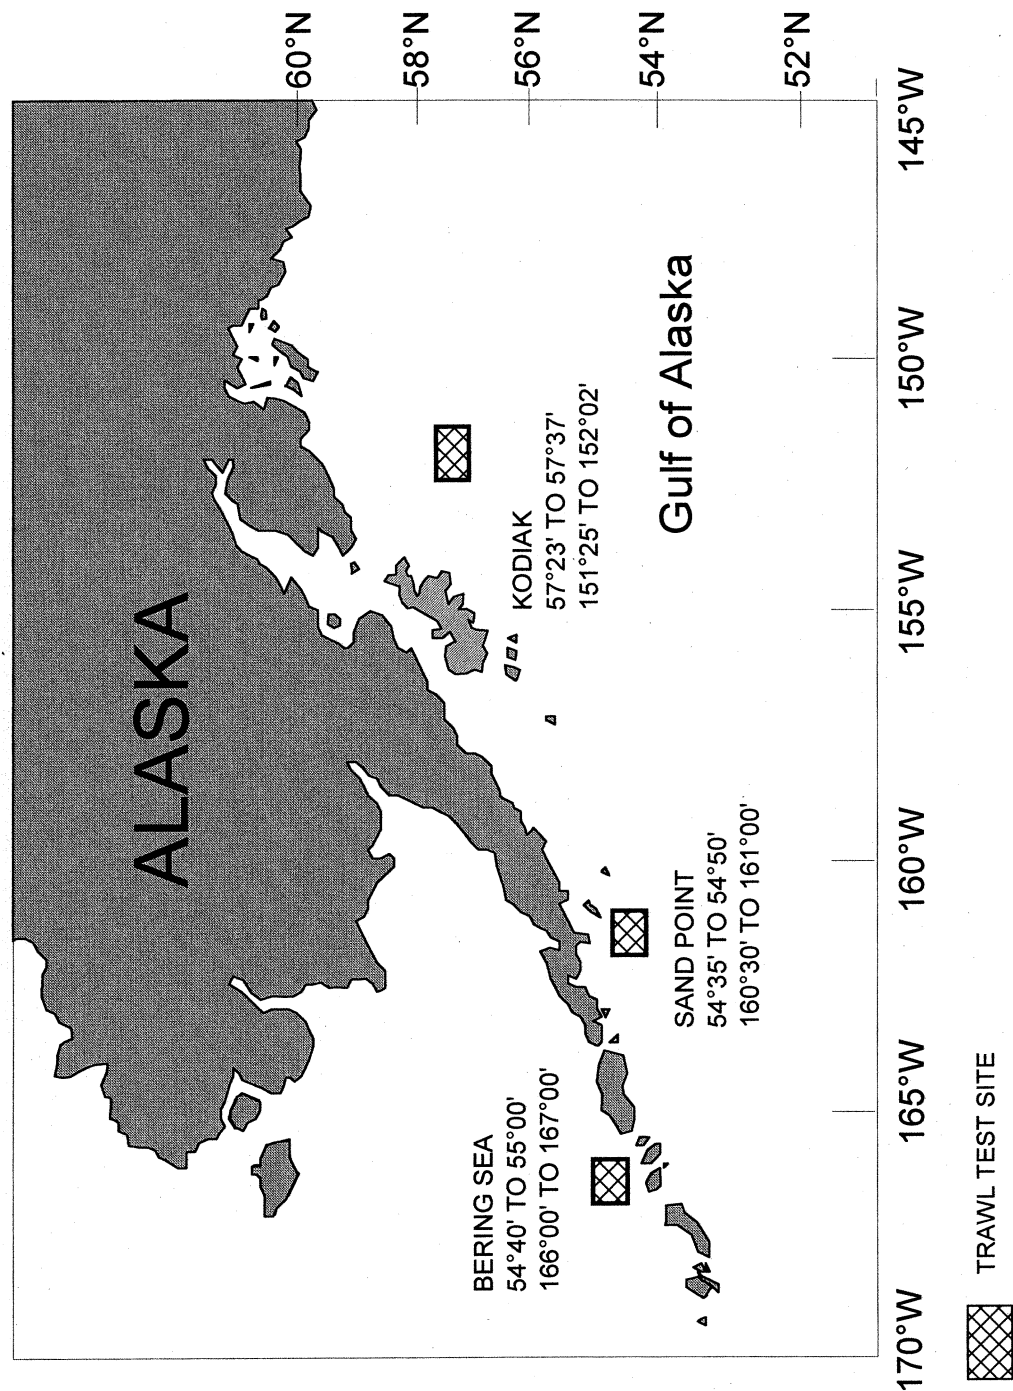 ALASKA
60°N
58°N
56°N
54°N
52°N
BERING SEA
54°40' TO 55°00'
166°00' TO 167°00'
SAND POINT
54°35' TO 54°50'
160°30' TO 161°00'
KODIAK
57°23' TO 57°37'
151°25' TO 152°02'
Gulf of Alaska
170°W
165°W
160°W
155°W
150°W
145°W
TRAWL TEST SITE